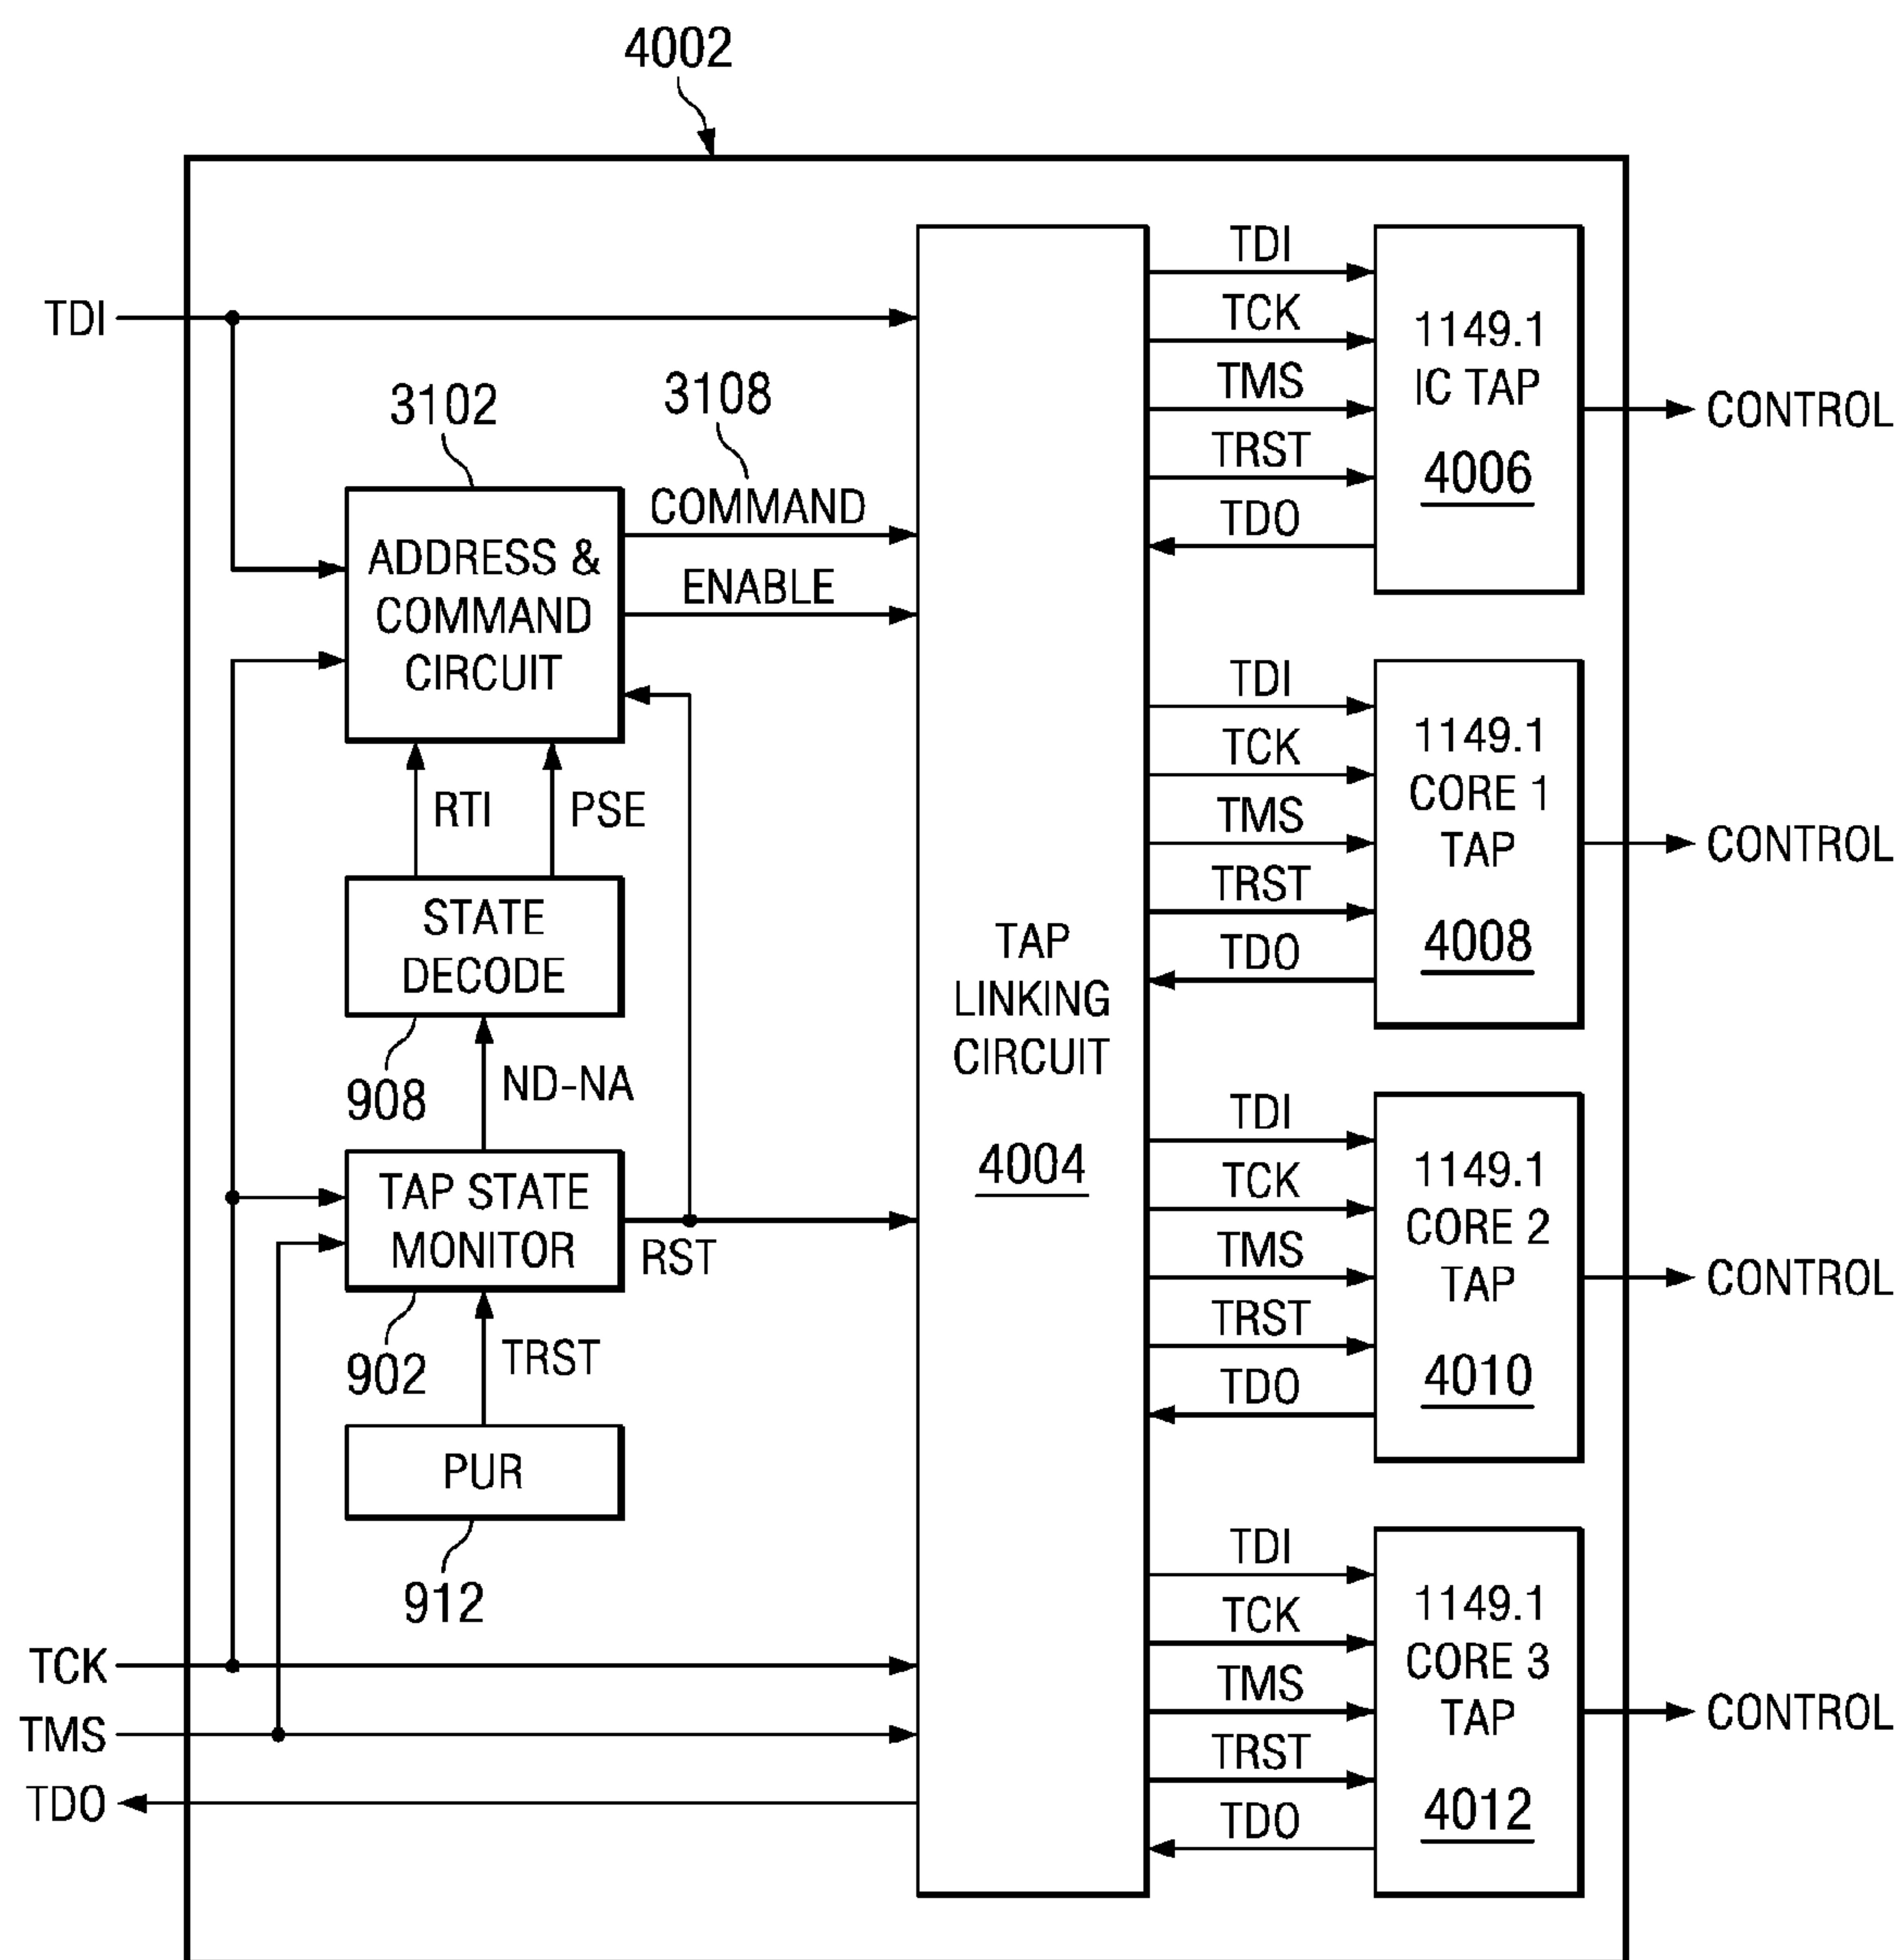 4002
TDI
3102
3108
ADDRESS &
COMMAND
CIRCUIT
COMMAND
ENABLE
RTI
PSE
STATE
DECODE
908
ND-NA
TAP STATE
MONITOR
RST
902
TRST
PUR
912
TCK
TMS
TDO
TAP
LINKING
CIRCUIT
4004
TDI
TCK
TMS
TRST
TDO
1149.1
IC TAP
4006
CONTROL
TDI
TCK
TMS
TRST
TDO
1149.1
CORE 1
TAP
4008
CONTROL
TDI
TCK
TMS
TRST
TDO
1149.1
CORE 2
TAP
4010
CONTROL
TDI
TCK
TMS
TRST
TDO
1149.1
CORE 3
TAP
4012
CONTROL